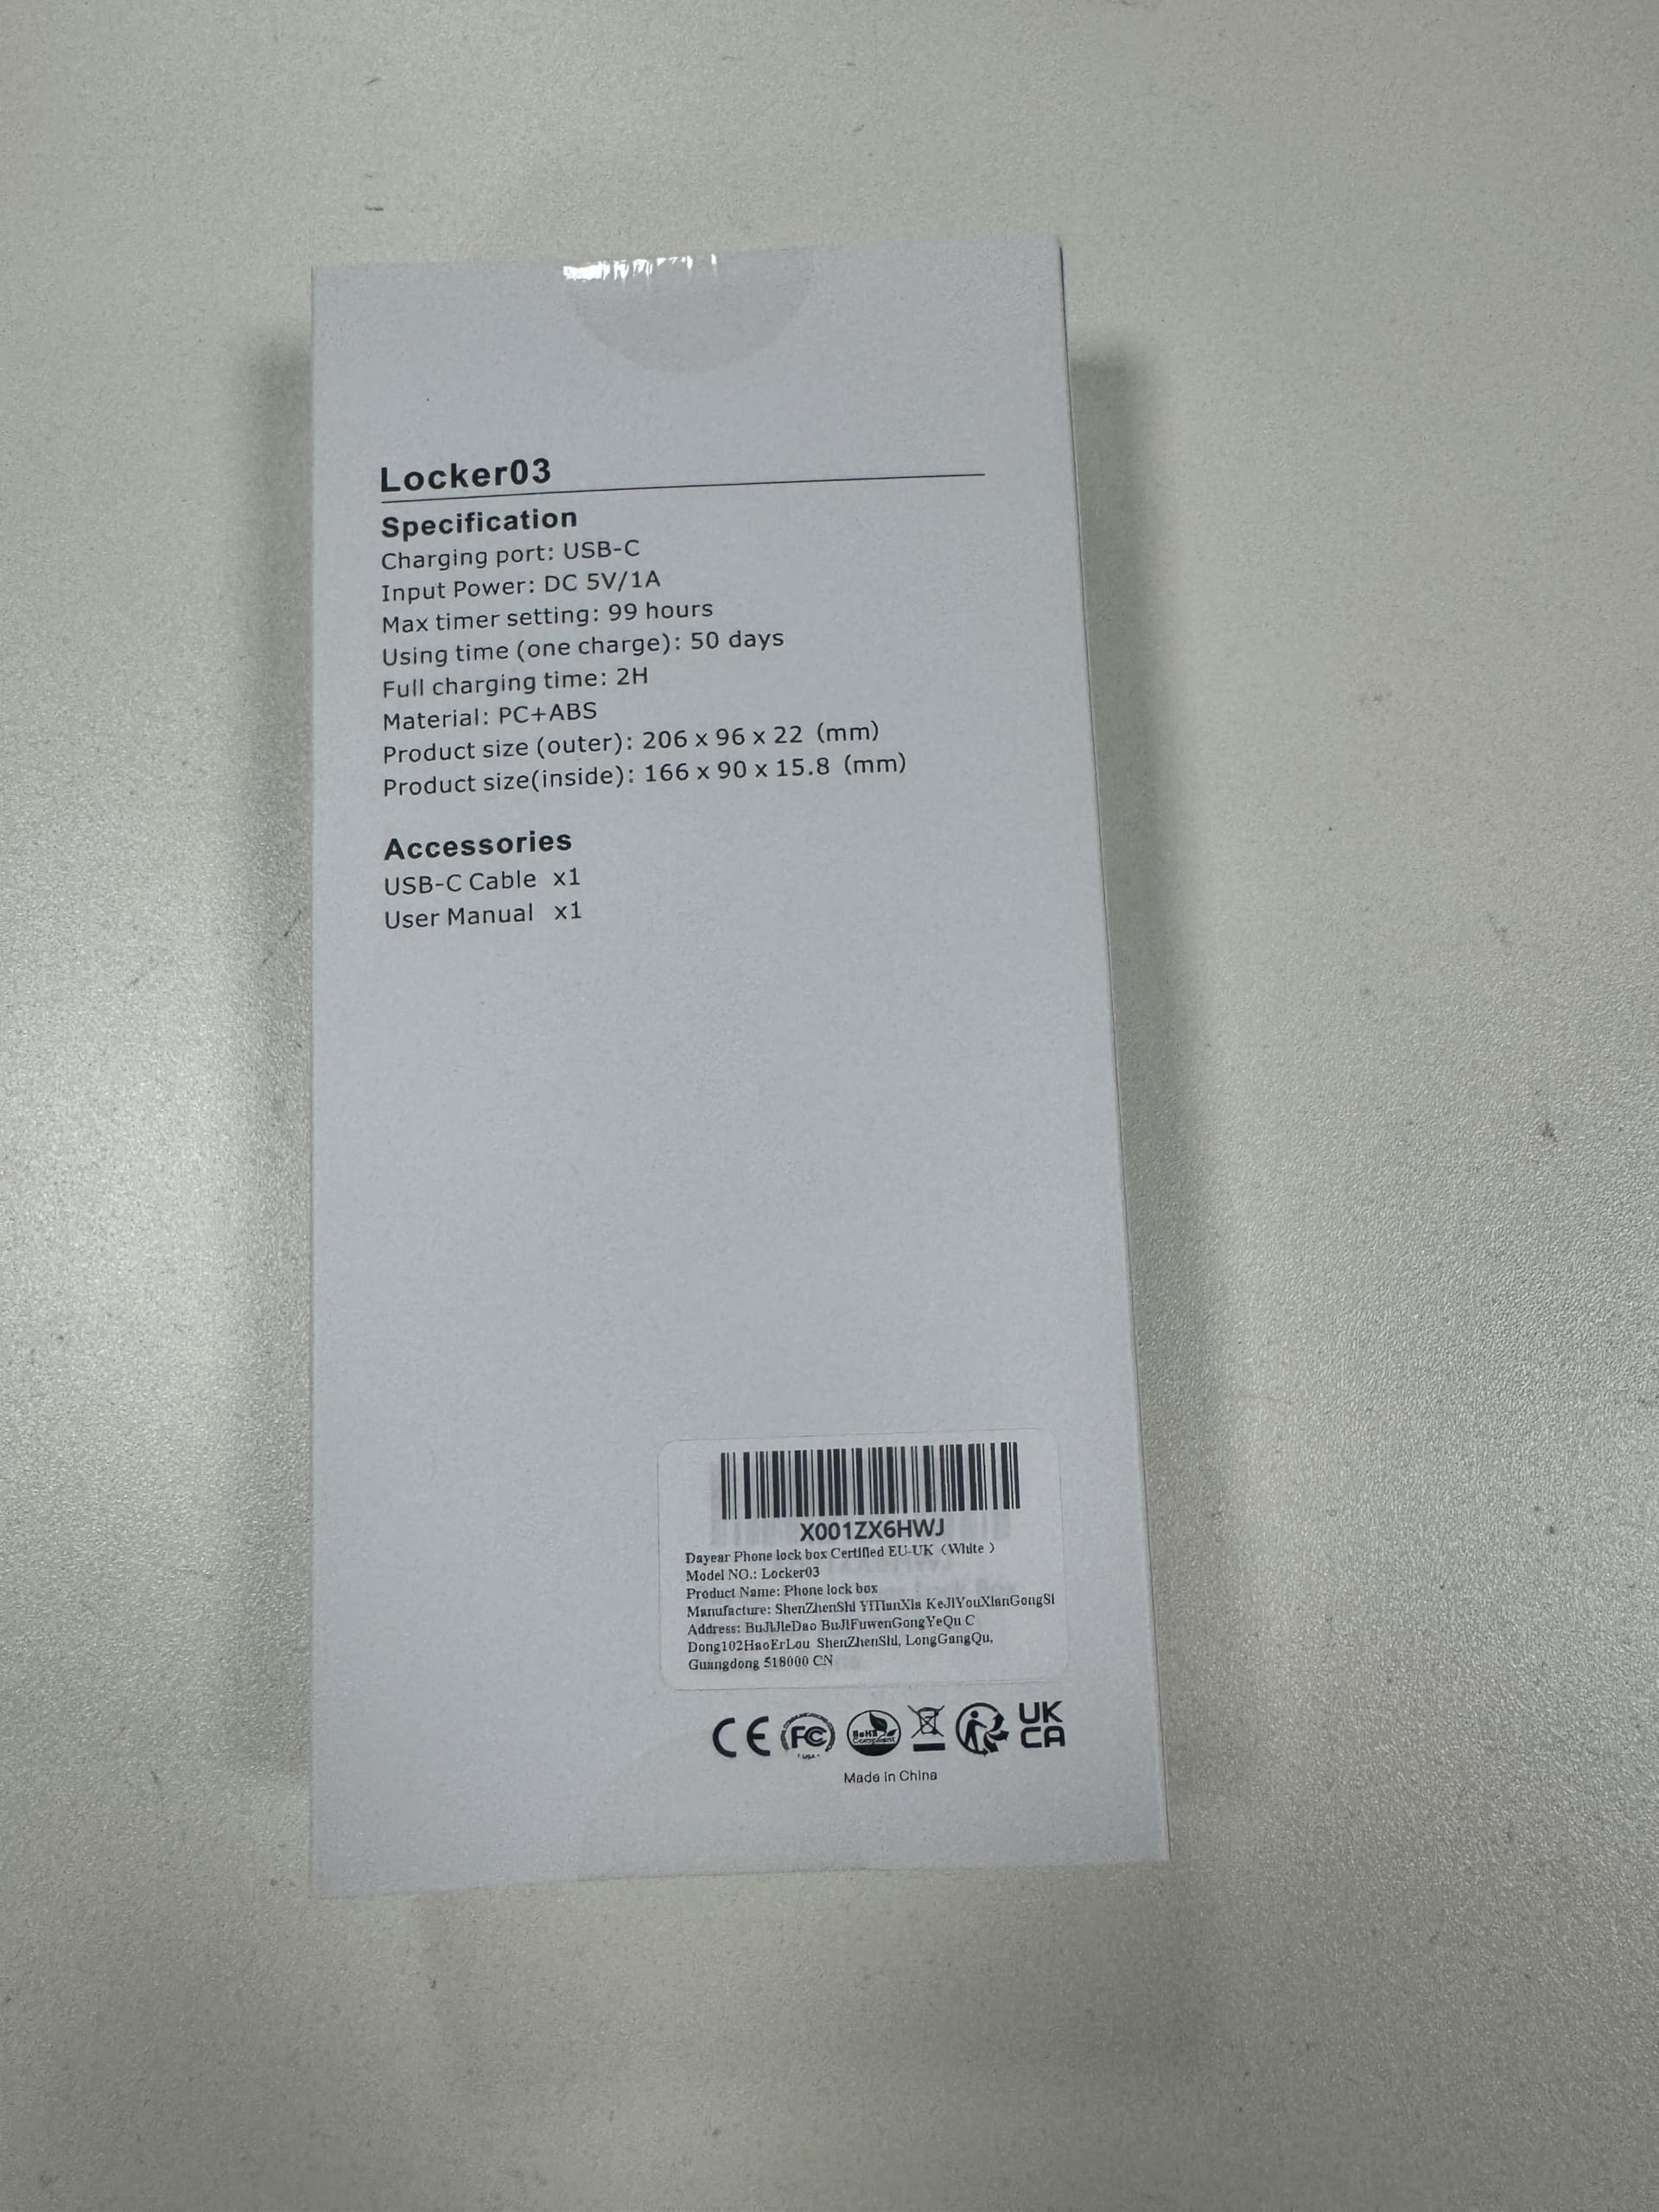 Locker03
Specification
Charging port: USB-C
Input Power: DC 5V/1A
Max timer setting: 99 hours
Using time (one charge): 50 days
Full charging time: 2H
Material: PC+ABS
Product size (outer): 206 x 96 x 22 (mm)
Product size(inside): 166 x 90 x 15.8 (mm)
Accessories
USB-C Cable x1
User Manual x1
X001ZX6HWJ
Dayear Phone lock box Certified EU-UK（White ）
Model NO.: Locker03
Product Name: Phone lock box
Manufacture: ShenZhenShi YiTianXia KeJiYouXianGongSi
Address: BuJiJieDao BuJiFuwenGongYeQu C
Dong102HaoErLou ShenZhenShi, LongGangQu,
Guangdong 518000 CN
CE FC RoHS Compliant UK
CA
Made in China